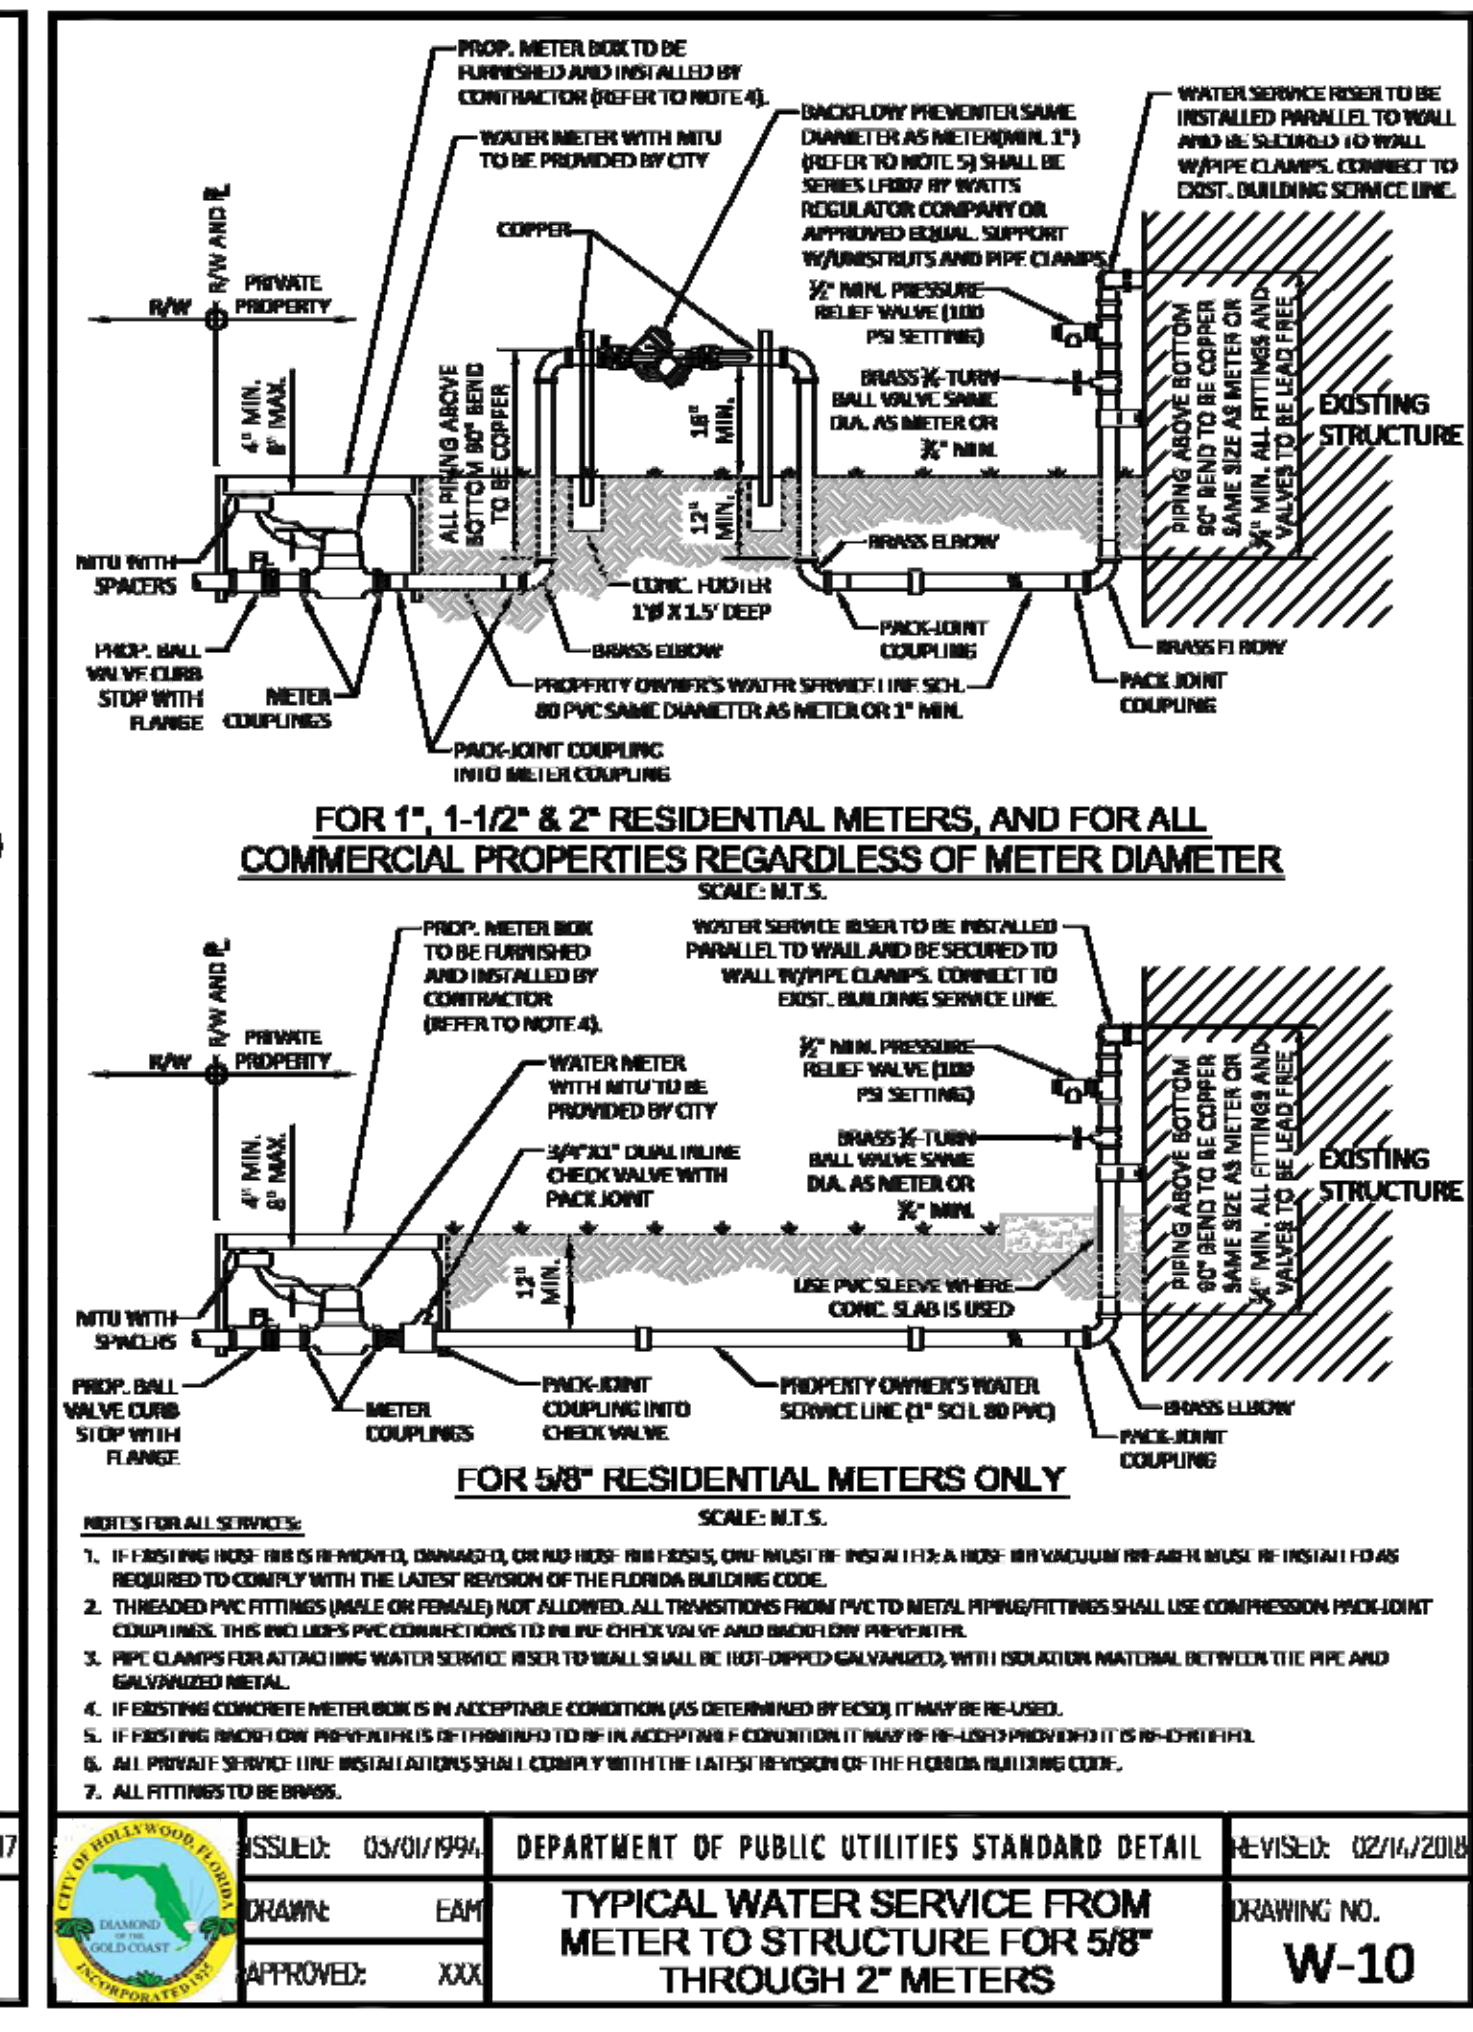 PROP. METER BOX TO BE
FURNISHED AND INSTALLED BY
CONTRACTOR (REFER TO NOTE 4).
WATER METER WITH MTU
TO BE PROVIDED BY CITY
BACKFLOW PREVENTER SAME
DIAMETER AS METER(MIN. 1")
(REFER TO NOTE 5) SHALL BE
SERIES LF007 BY WATTS
REGULATOR COMPANY OR
APPROVED EQUAL. SUPPORT
W/UNISTRUTS AND PIPE CLAMPS.
WATER SERVICE RISER TO BE
INSTALLED PARALLEL TO WALL
AND BE SECURED TO WALL
W/PIPE CLAMPS. CONNECT TO
EXIST. BUILDING SERVICE LINE.
COPPER
R/W AND PL
R/W
PRIVATE
PROPERTY
4" MIN.
8" MAX.
ALL PIPING ABOVE
BOTTOM 90° BEND
TO BE COPPER
18"
MIN.
12"
MIN.
½" MIN. PRESSURE
RELIEF VALVE (100
PSI SETTING)
BRASS ¼-TURN
BALL VALVE SAME
DIA. AS METER OR
¾" MIN.
PIPING ABOVE BOTTOM
90° BEND TO BE COPPER
SAME SIZE AS METER OR
¾" MIN. ALL FITTINGS AND
VALVES TO BE LEAD FREE
EXISTING
STRUCTURE
MTU WITH
SPACERS
BRASS ELBOW
CONC. FOOTER
1'Ø X 1.5' DEEP
PROP. BALL
VALVE CURB
STOP WITH
FLANGE
METER
COUPLINGS
BRASS ELBOW
PACK-JOINT
COUPLING
BRASS ELBOW
PROPERTY OWNER'S WATER SERVICE LINE SCH.
80 PVC SAME DIAMETER AS METER OR 1" MIN.
PACK JOINT
COUPLING
PACK-JOINT COUPLING
INTO METER COUPLING
FOR 1", 1-1/2" & 2" RESIDENTIAL METERS, AND FOR ALL
COMMERCIAL PROPERTIES REGARDLESS OF METER DIAMETER
SCALE: N.T.S.
PROP. METER BOX
TO BE FURNISHED
AND INSTALLED BY
CONTRACTOR
(REFER TO NOTE 4).
WATER SERVICE RISER TO BE INSTALLED
PARALLEL TO WALL AND BE SECURED TO
WALL W/PIPE CLAMPS. CONNECT TO
EXIST. BUILDING SERVICE LINE.
R/W AND PL
R/W
PRIVATE
PROPERTY
WATER METER
WITH MTU TO BE
PROVIDED BY CITY
3/4"X1" DUAL INLINE
CHECK VALVE WITH
PACK JOINT
4" MIN.
8" MAX.
½" MIN. PRESSURE
RELIEF VALVE (100
PSI SETTING)
BRASS ¼-TURN
BALL VALVE SAME
DIA. AS METER OR
¾" MIN.
PIPING ABOVE BOTTOM
90° BEND TO BE COPPER
SAME SIZE AS METER OR
¾" MIN. ALL FITTINGS AND
VALVES TO BE LEAD FREE
EXISTING
STRUCTURE
12"
MIN.
USE PVC SLEEVE WHERE
CONC. SLAB IS USED
MTU WITH
SPACERS
PROP. BALL
VALVE CURB
STOP WITH
FLANGE
METER
COUPLINGS
PACK-JOINT
COUPLING INTO
CHECK VALVE
PROPERTY OWNER'S WATER
SERVICE LINE (1" SCH. 80 PVC)
BRASS ELBOW
PACK-JOINT
COUPLING
FOR 5/8" RESIDENTIAL METERS ONLY
SCALE: N.T.S.
NOTES FOR ALL SERVICES:
1. IF EXISTING HOSE BIB IS REMOVED, DAMAGED, OR NO HOSE BIB EXISTS, ONE MUST BE INSTALLED; A HOSE BIB VACUUM BREAKER MUST BE INSTALLED AS
REQUIRED TO COMPLY WITH THE LATEST REVISION OF THE FLORIDA BUILDING CODE.
2. THREADED PVC FITTINGS (MALE OR FEMALE) NOT ALLOWED. ALL TRANSITIONS FROM PVC TO METAL PIPING/FITTINGS SHALL USE COMPRESSION PACK-JOINT
COUPLINGS. THIS INCLUDES PVC CONNECTIONS TO INLINE CHECK VALVE AND BACKFLOW PREVENTER.
3. PIPE CLAMPS FOR ATTACHING WATER SERVICE RISER TO WALL SHALL BE HOT-DIPPED GALVANIZED, WITH ISOLATION MATERIAL BETWEEN THE PIPE AND
GALVANIZED METAL.
4. IF EXISTING CONCRETE METER BOX IS IN ACCEPTABLE CONDITION (AS DETERMINED BY ECSD) IT MAY BE RE-USED.
5. IF EXISTING BACKFLOW PREVENTER IS DETERMINED TO BE IN ACCEPTABLE CONDITION IT MAY BE RE-USED PROVIDED IT IS RE-CERTIFIED.
6. ALL PRIVATE SERVICE LINE INSTALLATIONS SHALL COMPLY WITH THE LATEST REVISION OF THE FLORIDA BUILDING CODE.
7. ALL FITTINGS TO BE BRASS.
17
CITY OF HOLLYWOOD, FLORIDA
DIAMOND
OF THE
GOLD COAST
INCORPORATED 1925
ISSUED: 03/01/1994
DRAWN: EAM
APPROVED: XXX
DEPARTMENT OF PUBLIC UTILITIES STANDARD DETAIL
TYPICAL WATER SERVICE FROM
METER TO STRUCTURE FOR 5/8"
THROUGH 2" METERS
REVISED: 02/14/2018
DRAWING NO.
W-10